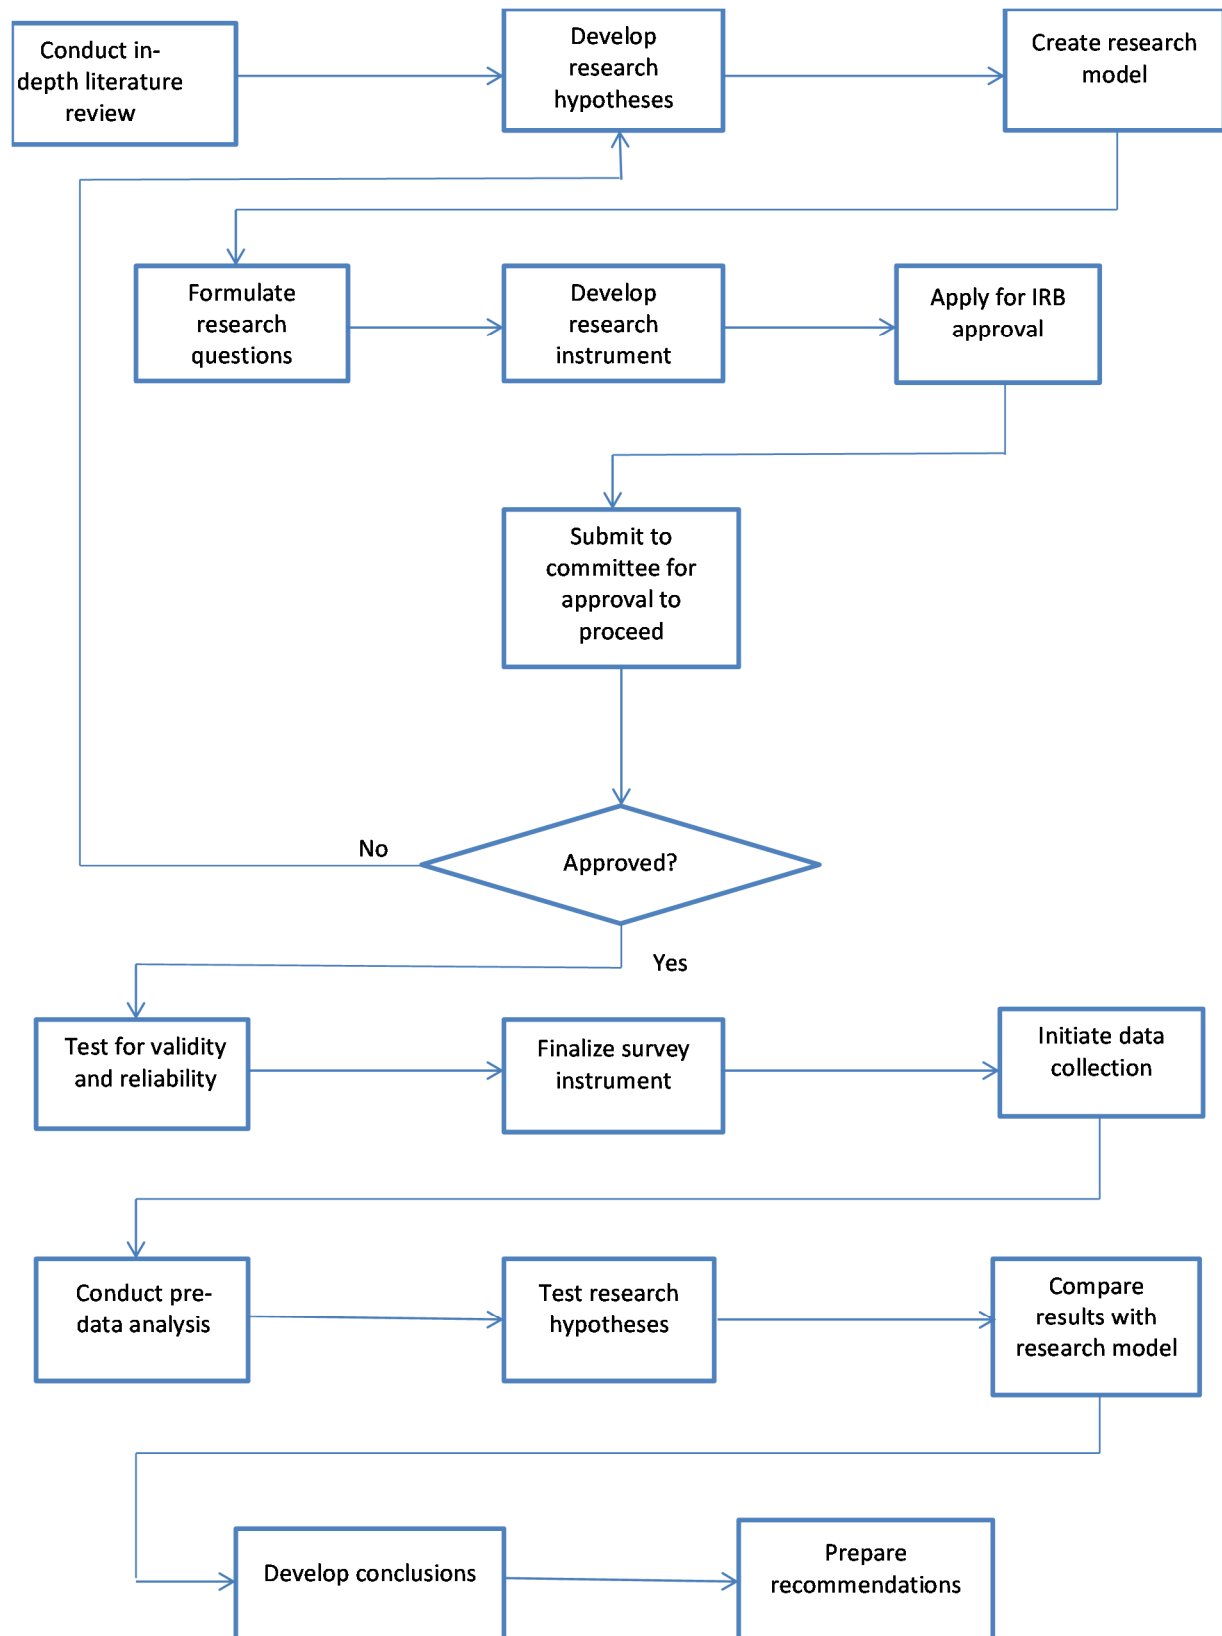 Conduct in-
depth literature
review
Develop
research
hypotheses
Create research
model
Formulate
research
questions
Develop
research
instrument
Apply for IRB
approval
Submit to
committee for
approval to
proceed
No
Approved?
Yes
Test for validity
and reliability
Finalize survey
instrument
Initiate data
collection
Conduct pre-
data analysis
Test research
hypotheses
Compare
results with
research model
Develop conclusions
Prepare
recommendations